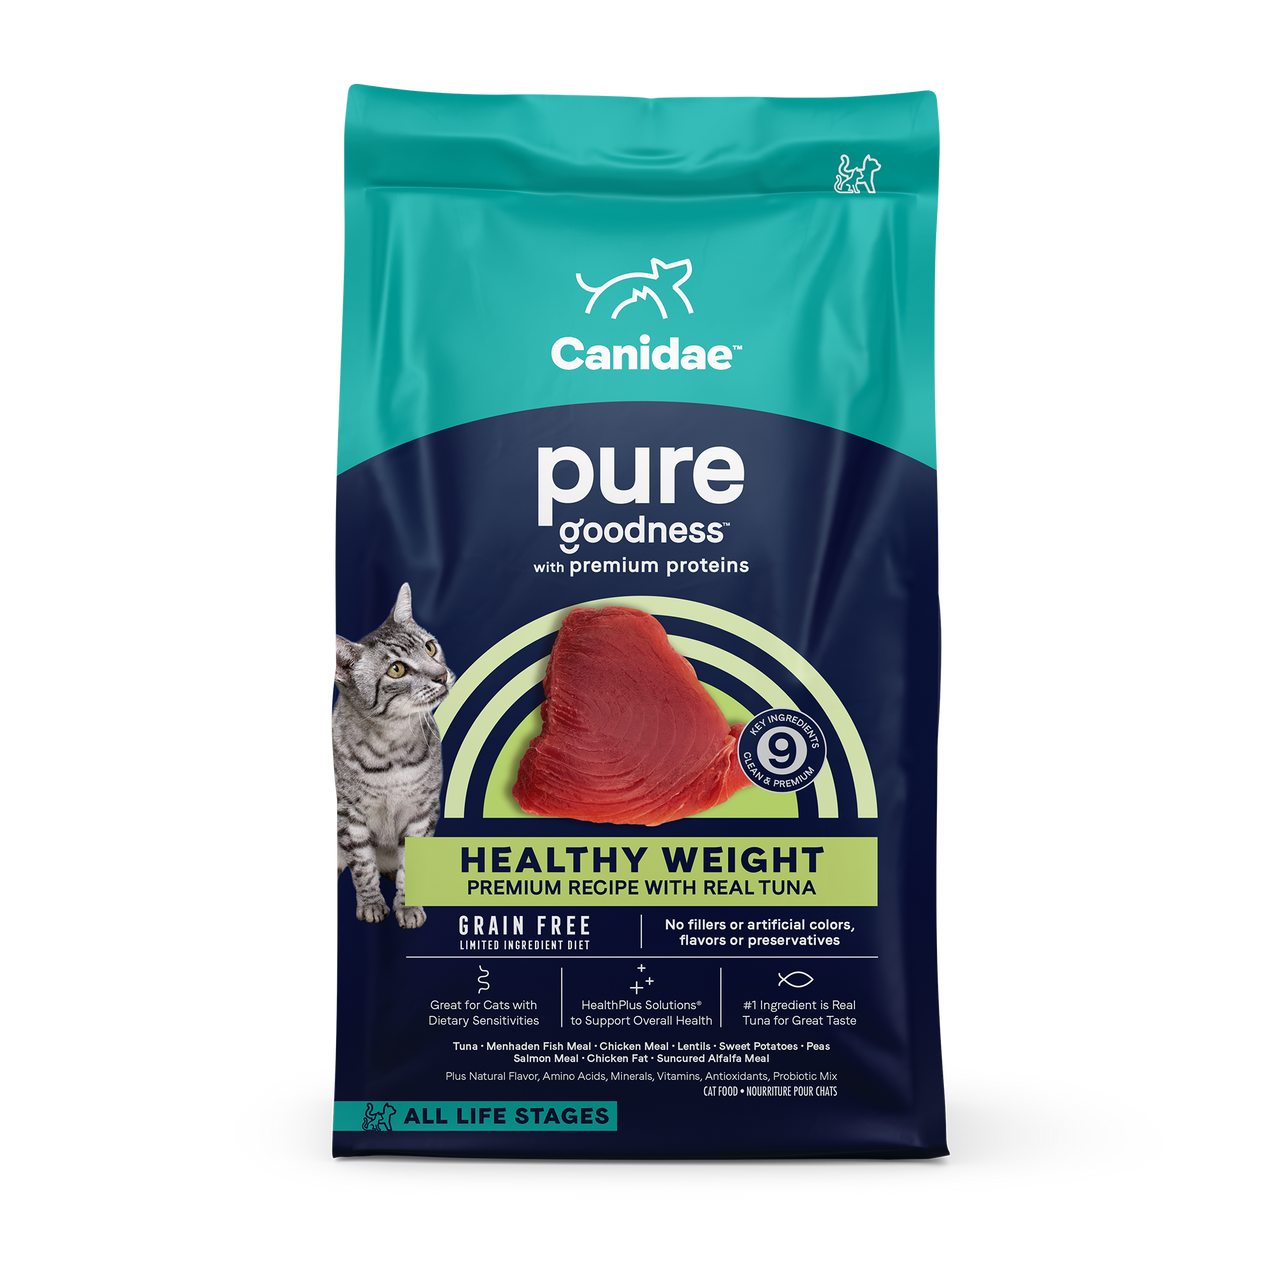 Canidae™
pure
goodness™
with premium proteins
KEY INGREDIENTS
9
CLEAN & PREMIUM
HEALTHY WEIGHT
PREMIUM RECIPE WITH REAL TUNA
GRAIN FREE
LIMITED INGREDIENT DIET
No fillers or artificial colors,
flavors or preservatives
Great for Cats with
Dietary Sensitivities
HealthPlus Solutions®
to Support Overall Health
#1 Ingredient is Real
Tuna for Great Taste
Tuna • Menhaden Fish Meal • Chicken Meal • Lentils • Sweet Potatoes • Peas
Salmon Meal • Chicken Fat • Suncured Alfalfa Meal
Plus Natural Flavor, Amino Acids, Minerals, Vitamins, Antioxidants, Probiotic Mix
CAT FOOD • NOURRITURE POUR CHATS
ALL LIFE STAGES